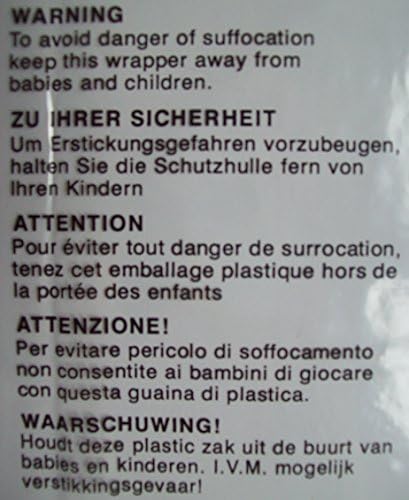 WARNING
To avoid danger of suffocation
keep this wrapper away from
babies and children.
ZU IHRER SICHERHEIT
Um Erstickungsgefahren vorzubeugen,
halten Sie die Schutzhulle fern von
Ihren Kindern
ATTENTION
Pour éviter tout danger de surrocation,
tenez cet emballage plastique hors de
la portée des enfants
ATTENZIONE!
Per evitare pericolo di soffocamento
non consentite ai bambini di giocare
con questa guaina di plastica.
WAARSCHUWING!
Houdt deze plastic zak uit de buurt van
babies en kinderen. I.V.M. mogelijk
verstikkingsgevaar!